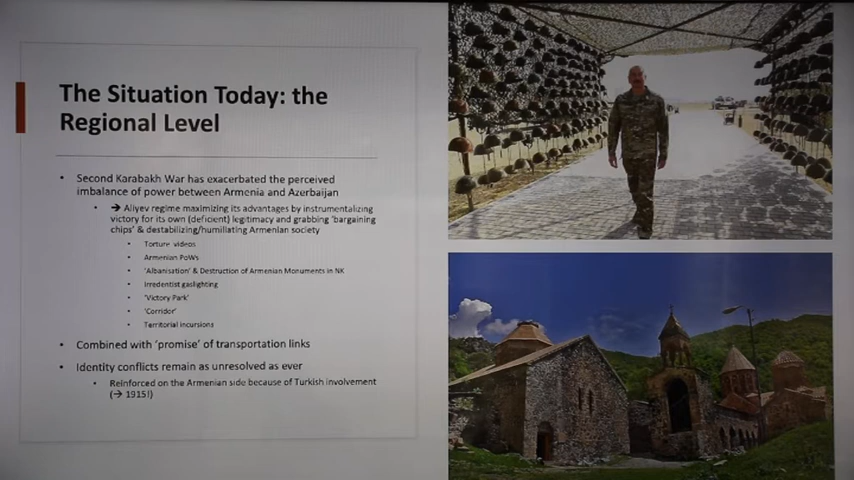 The Situation Today: the
Regional Level
• Second Karabakh War has exacerbated the perceived
imbalance of power between Armenia and Azerbaijan
• → Aliyev regime maximizing its advantages by instrumentalizing
victory for its own (deficient) legitimacy and grabbing 'bargaining
chips' & destabilizing/humiliating Armenian society
• Torture videos
• Armenian PoWs
• 'Albanisation' & Destruction of Armenian Monuments in NK
• Irredentist gaslighting
• 'Victory Park'
• 'Corridor'
• Territorial incursions
• Combined with 'promise' of transportation links
• Identity conflicts remain as unresolved as ever
• Reinforced on the Armenian side because of Turkish involvement
(→ 1915!)